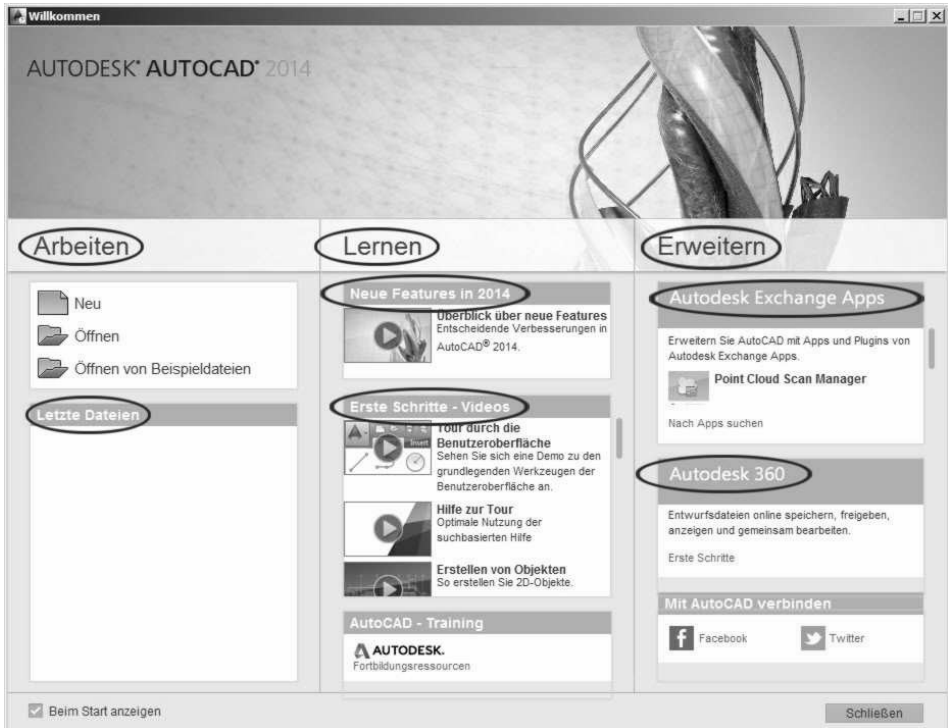 Willkommen
AUTODESK® AUTOCAD® 2014
Arbeiten
Neu
Öffnen
Öffnen von Beispieldateien
Letzte Dateien
Lernen
Neue Features in 2014
Überblick über neue Features
Entscheidende Verbesserungen in
AutoCAD® 2014.
Erste Schritte - Videos
Insert
Tour durch die
Benutzeroberfläche
Sehen Sie sich eine Demo zu den
grundlegenden Werkzeugen der
Benutzeroberfläche an.
Hilfe zur Tour
Optimale Nutzung der
suchbasierten Hilfe
Erstellen von Objekten
So erstellen Sie 2D-Objekte.
AutoCAD - Training
AUTODESK.
Fortbildungsressourcen
Erweitern
Autodesk Exchange Apps
Erweitern Sie AutoCAD mit Apps und Plugins von
Autodesk Exchange Apps.
Point Cloud Scan Manager
Nach Apps suchen
Autodesk 360
Entwurfsdateien online speichern, freigeben,
anzeigen und gemeinsam bearbeiten.
Erste Schritte
Mit AutoCAD verbinden
Facebook
Twitter
Beim Start anzeigen
Schließen